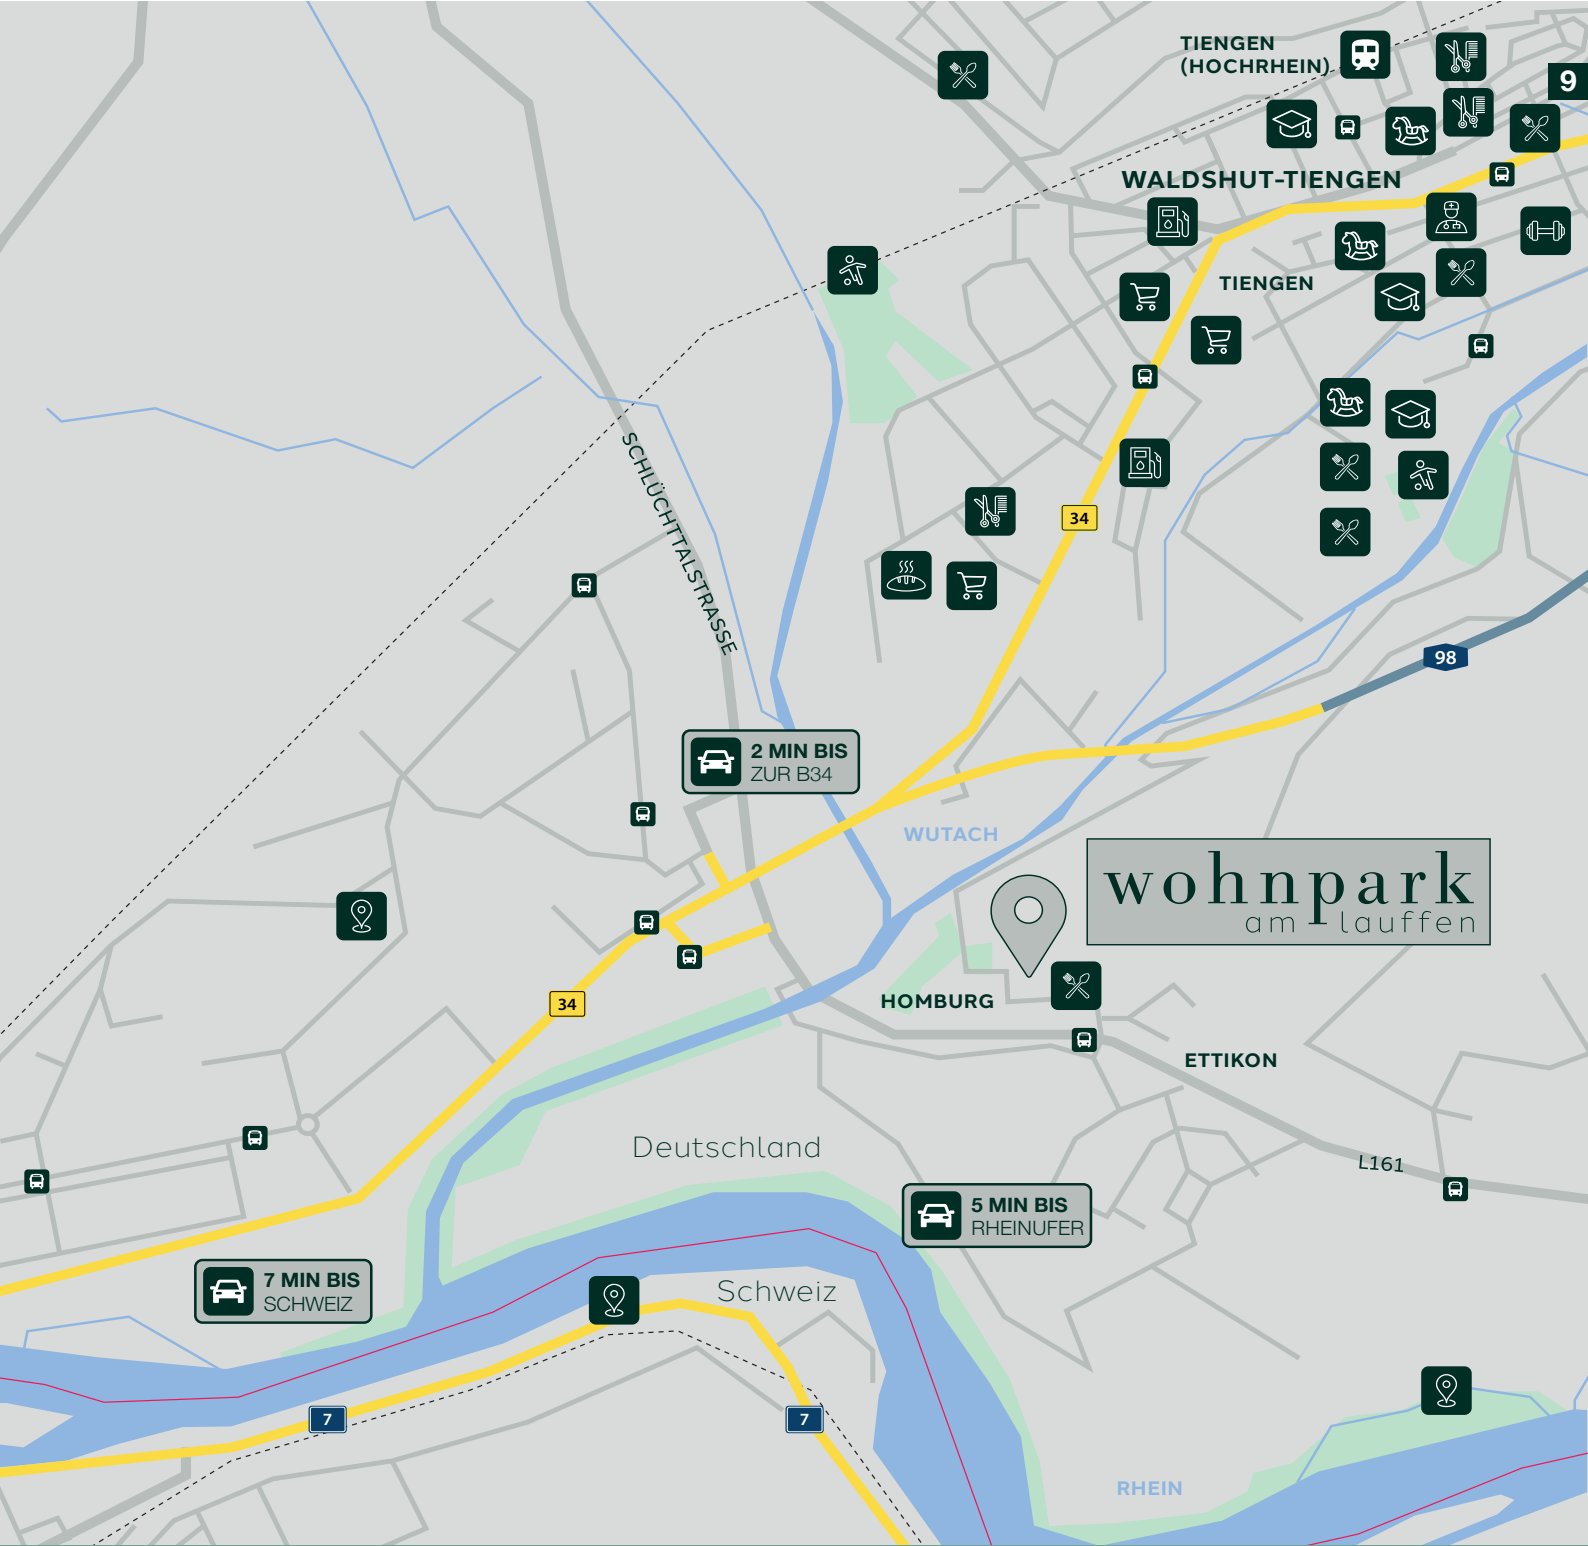 TIENGEN
(HOCHRHEIN)
9
WALDSHUT-TIENGEN
TIENGEN
SCHLÜCHTTALSTRASSE
34
98
2 MIN BIS
ZUR B34
WUTACH
wohnpark
am lauffen
34
HOMBURG
ETTIKON
Deutschland
L161
5 MIN BIS
RHEINUFER
7 MIN BIS
SCHWEIZ
Schweiz
7
7
RHEIN